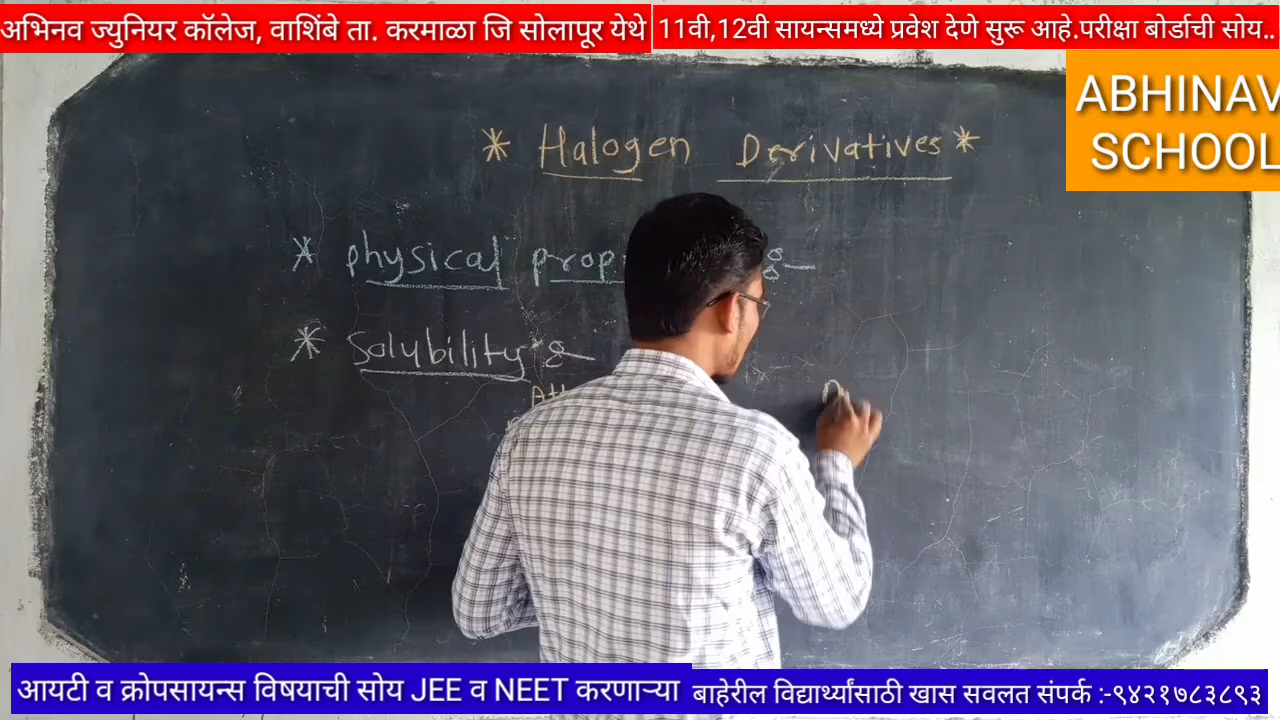 अभिनव ज्युनियर कॉलेज, वाशिंबे ता. करमाळा जि सोलापूर येथे
11वी,12वी सायन्समध्ये प्रवेश देणे सुरू आहे.परीक्षा बोर्डाची सोय..
ABHINAV
SCHOOL
* Halogen Derivatives *
* physical prop
* Solubility :-
आयटी व क्रोपसायन्स विषयाची सोय JEE व NEET करणाऱ्या
बाहेरील विद्यार्थ्यांसाठी खास सवलत संपर्क :-९४२१७८३८९३